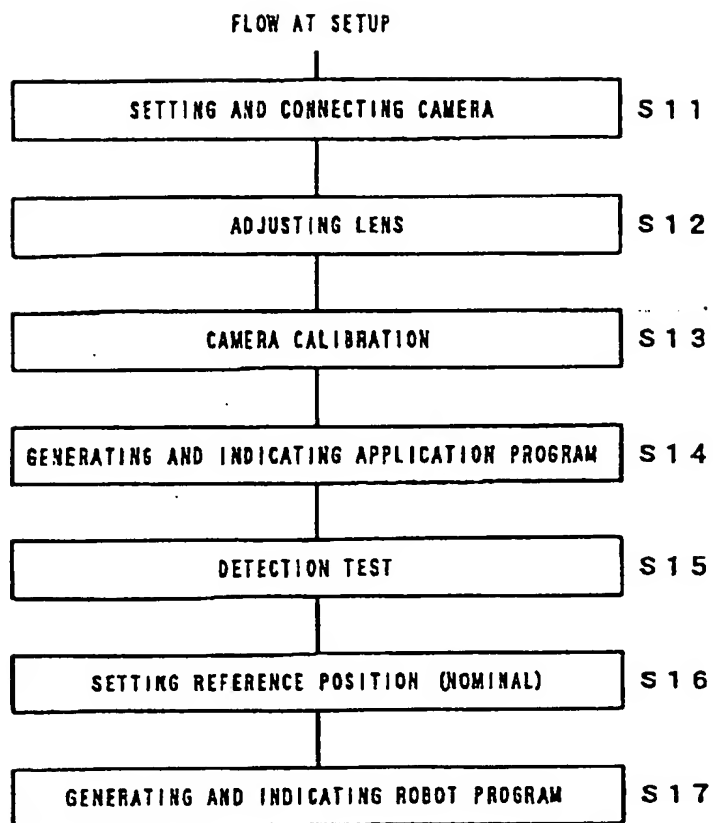 FLOW AT SETUP
SETTING AND CONNECTING CAMERA S11
ADJUSTING LENS S12
CAMERA CALIBRATION S13
GENERATING AND INDICATING APPLICATION PROGRAM S14
DETECTION TEST S15
SETTING REFERENCE POSITION (NOMINAL) S16
GENERATING AND INDICATING ROBOT PROGRAM S17